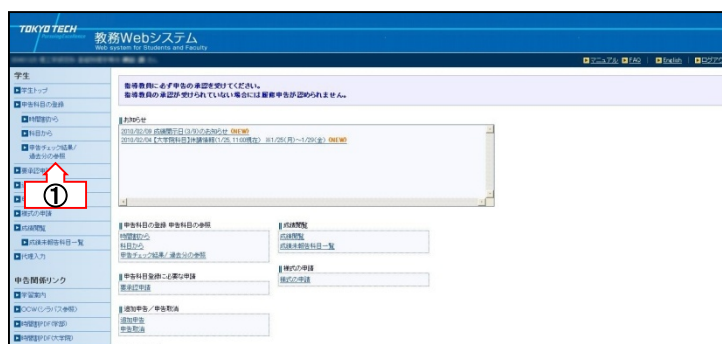 TOKYO TECH
教務Webシステム
Web system for Students and Faculty
マニュアル FAQ English
学生
学生トップ
申告科目の登録
時間割から
科目から
申告チェック結果/
過去分の参照
①
様式の申請
成績閲覧
成績未報告科目一覧
代理入力
申告関係リンク
学習案内
OCW(シラバス参照)
時間割PDF(学部)
時間割PDF(大学院)
指導教員に必ず申告の承認を受けてください。
指導教員の承認が受けられていない場合には履修申告が認められません。
お知らせ
2010/02/09 成績開示日(3/9)のお知らせ (NEW)
2010/02/04 【大学院科目】休講情報(1/25, 1100現在) ※1/25(月)～1/29(金) (NEW)
申告科目の登録 申告科目の参照
時間割から
科目から
申告チェック結果/過去分の参照
申告科目登録に必要な申請
要承認申請
追加申告/申告取消
追加申告
申告取消
成績閲覧
成績閲覧
成績未報告科目一覧
様式の申請
様式の申請